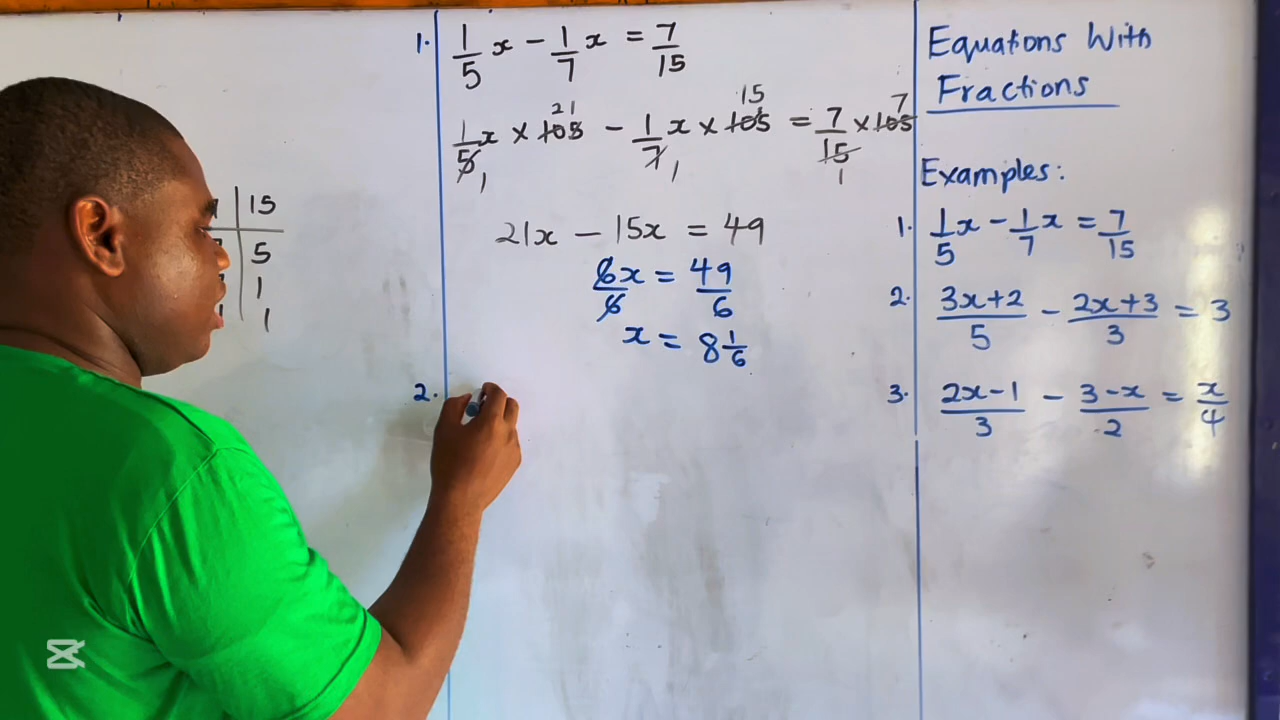 1. 1/5 x - 1/7 x = 7/15
1/5 x × 105 21 - 1/7 x × 105 15 = 7/15 × 105 7
1 1 1
21x - 15x = 49
6x/6 = 49/6
x = 8 1/6
2.
15
5
1
1
Equations With
Fractions
Examples:
1. 1/5 x - 1/7 x = 7/15
2. 3x+2/5 - 2x+3/3 = 3
3. 2x-1/3 - 3-x/2 = x/4